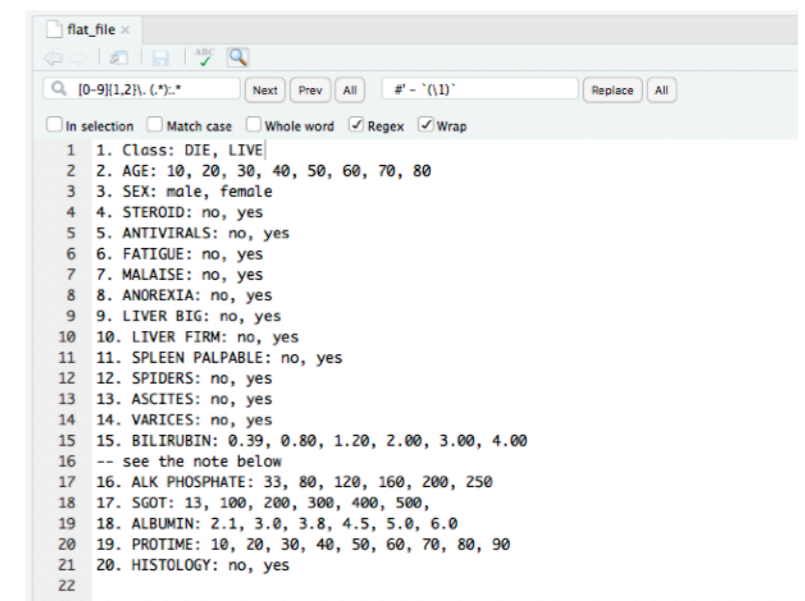 flat_file ×
ABC
[0-9]{1,2}\. (.*):.* Next Prev All #' - `(\1)` Replace All
In selection Match case Whole word Regex Wrap
1 1. Class: DIE, LIVE
2 2. AGE: 10, 20, 30, 40, 50, 60, 70, 80
3 3. SEX: male, female
4 4. STEROID: no, yes
5 5. ANTIVIRALS: no, yes
6 6. FATIGUE: no, yes
7 7. MALAISE: no, yes
8 8. ANOREXIA: no, yes
9 9. LIVER BIG: no, yes
10 10. LIVER FIRM: no, yes
11 11. SPLEEN PALPABLE: no, yes
12 12. SPIDERS: no, yes
13 13. ASCITES: no, yes
14 14. VARICES: no, yes
15 15. BILIRUBIN: 0.39, 0.80, 1.20, 2.00, 3.00, 4.00
16 -- see the note below
17 16. ALK PHOSPHATE: 33, 80, 120, 160, 200, 250
18 17. SGOT: 13, 100, 200, 300, 400, 500,
19 18. ALBUMIN: 2.1, 3.0, 3.8, 4.5, 5.0, 6.0
20 19. PROTIME: 10, 20, 30, 40, 50, 60, 70, 80, 90
21 20. HISTOLOGY: no, yes
22